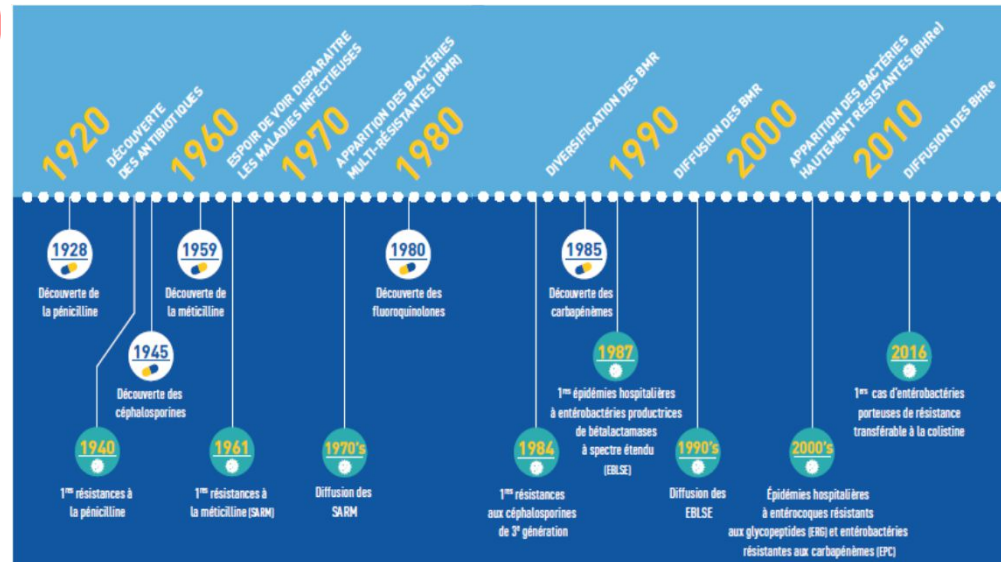 1920
DÉCOUVERTE
DES ANTIBIOTIQUES
1960
ESPOIR DE VOIR DISPARAITRE
LES MALADIES INFECTIEUSES
1970
APPARITION DES BACTÉRIES
MULTI-RÉSISTANTES (BMR)
1980
DIVERSIFICATION DES BMR
1990
DIFFUSION DES BMR
2000
APPARITION DES BACTÉRIES
HAUTEMENT RÉSISTANTES (BHRe)
2010
DIFFUSION DES BHRe
1928
Découverte de
la pénicilline
1959
Découverte de
la méticilline
1980
Découverte des
fluoroquinolones
1985
Découverte des
carbapénèmes
1945
Découverte des
céphalosporines
1987
1res épidémies hospitalières
à entérobactéries productrices
de bétalactamases
à spectre étendu
(EBLSE)
2016
1ers cas d'entérobactéries
porteuses de résistance
transférable à la colistine
1940
1res résistances à
la pénicilline
1961
1res résistances à
la méticilline (SARM)
1970's
Diffusion des
SARM
1984
1res résistances
aux céphalosporines
de 3e génération
1990's
Diffusion des
EBLSE
2000's
Épidémies hospitalières
à entérocoques résistants
aux glycopeptides (ERG) et entérobactéries
résistantes aux carbapénèmes (EPC)